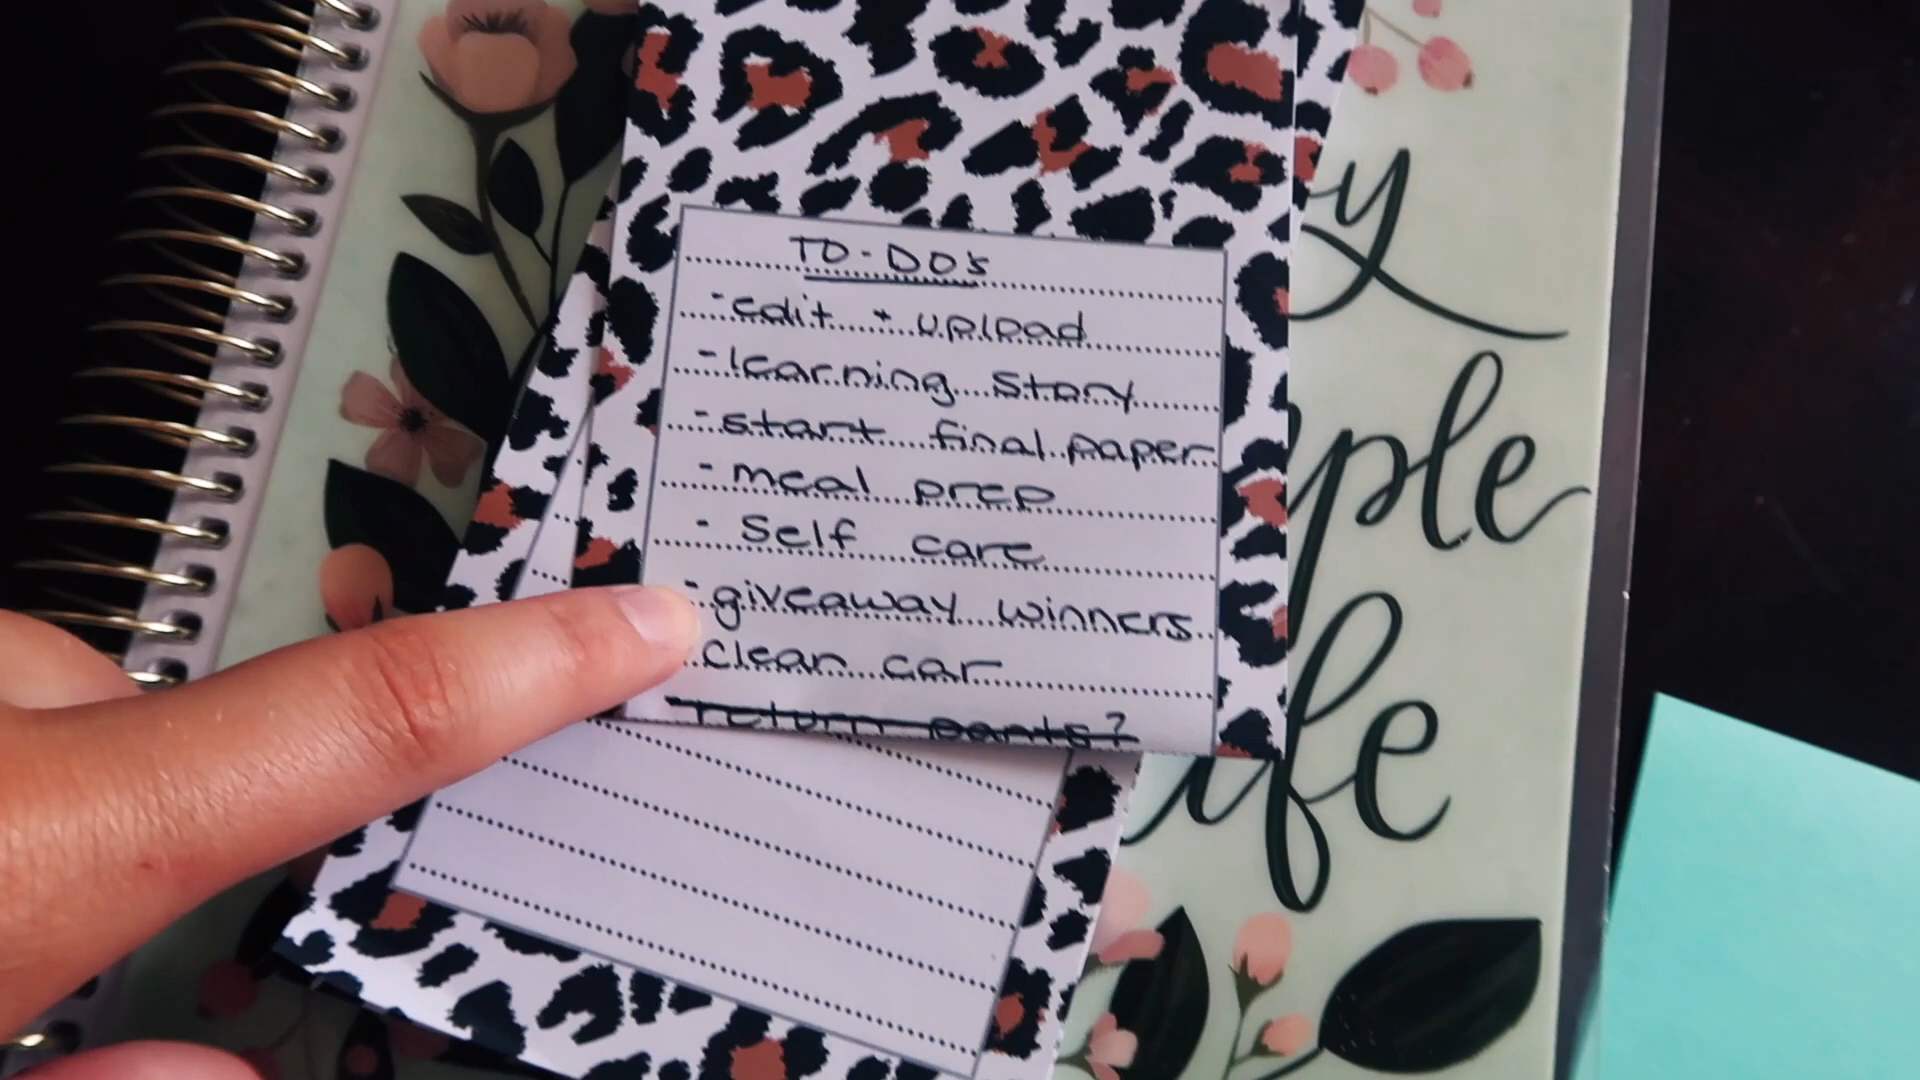 TO-DO's
- edit + upload
- learning story
- start final paper
- meal prep
- Self care
- giveaway winners
clean car
return pants?
y
ple
ife